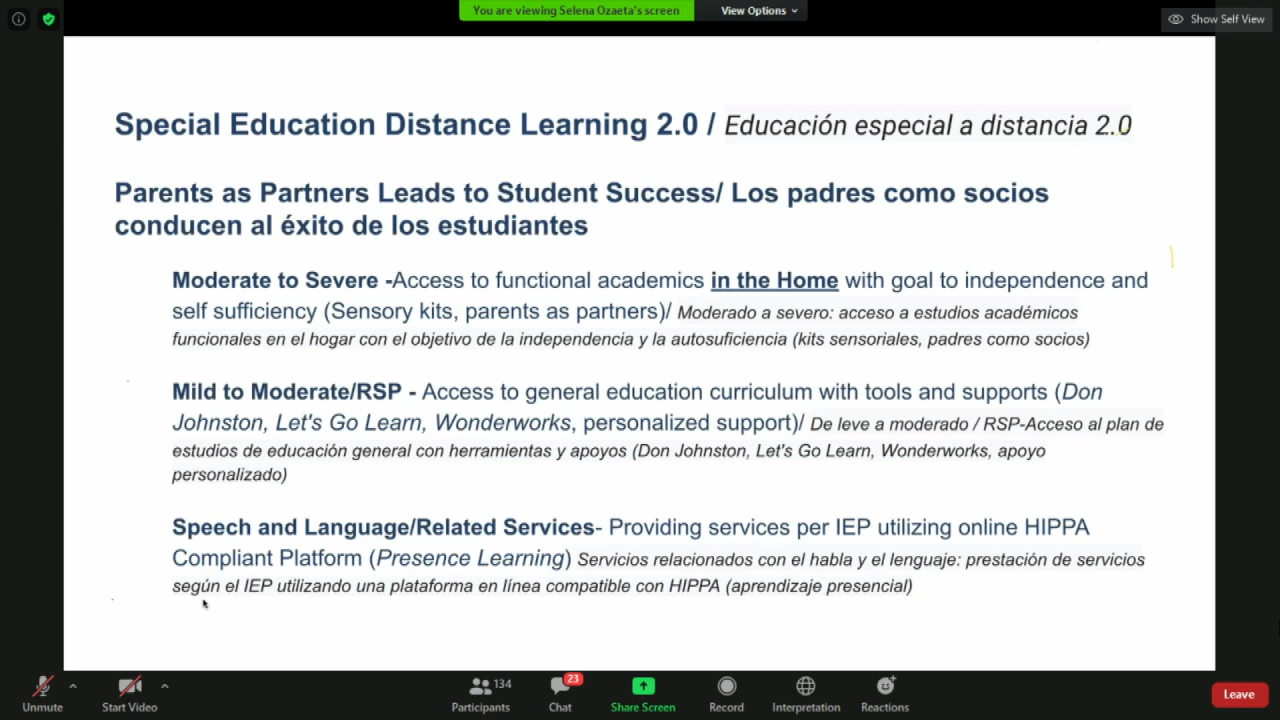 You are viewing Selena Ozaeta's screen
View Options
Show Self View
Special Education Distance Learning 2.0 / Educación especial a distancia 2.0
Parents as Partners Leads to Student Success/ Los padres como socios
conducen al éxito de los estudiantes
Moderate to Severe -Access to functional academics in the Home with goal to independence and
self sufficiency (Sensory kits, parents as partners)/ Moderado a severo: acceso a estudios académicos
funcionales en el hogar con el objetivo de la independencia y la autosuficiencia (kits sensoriales, padres como socios)
Mild to Moderate/RSP - Access to general education curriculum with tools and supports (Don
Johnston, Let's Go Learn, Wonderworks, personalized support)/ De leve a moderado / RSP-Acceso al plan de
estudios de educación general con herramientas y apoyos (Don Johnston, Let's Go Learn, Wonderworks, apoyo
personalizado)
Speech and Language/Related Services- Providing services per IEP utilizing online HIPPA
Compliant Platform (Presence Learning) Servicios relacionados con el habla y el lenguaje: prestación de servicios
según el IEP utilizando una plataforma en línea compatible con HIPPA (aprendizaje presencial)
134
23
Unmute
Start Video
Participants
Chat
Share Screen
Record
Interpretation
Reactions
Leave